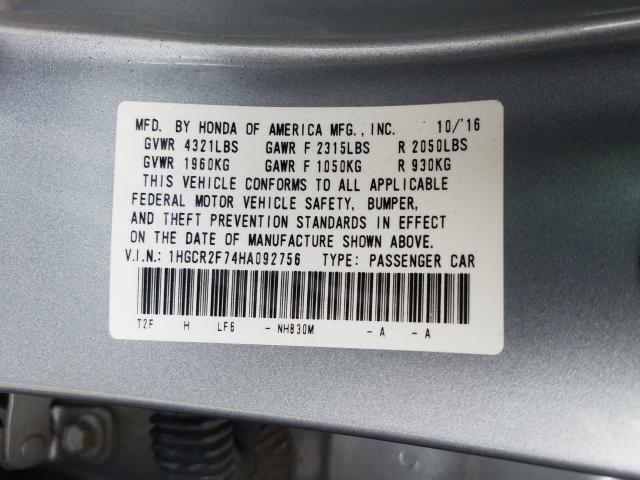 MFD. BY HONDA OF AMERICA MFG., INC. 10/'16
GVWR 4321LBS GAWR F 2315LBS R 2050LBS
GVWR 1960KG GAWR F 1050KG R 930KG
THIS VEHICLE CONFORMS TO ALL APPLICABLE
FEDERAL MOTOR VEHICLE SAFETY, BUMPER,
AND THEFT PREVENTION STANDARDS IN EFFECT
ON THE DATE OF MANUFACTURE SHOWN ABOVE.
V.I.N.: 1HGCR2F74HA092756 TYPE: PASSENGER CAR
T2F H LF6 - NH830M - A - A